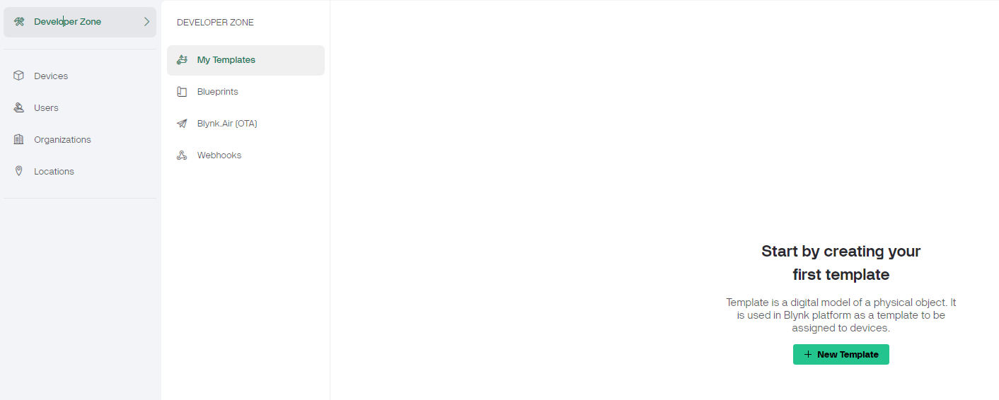 Developer Zone
Devices
Users
Organizations
Locations
DEVELOPER ZONE
My Templates
Blueprints
Blynk.Air (OTA)
Webhooks
Start by creating your
first template
Template is a digital model of a physical object. It
is used in Blynk platform as a template to be
assigned to devices.
New Template